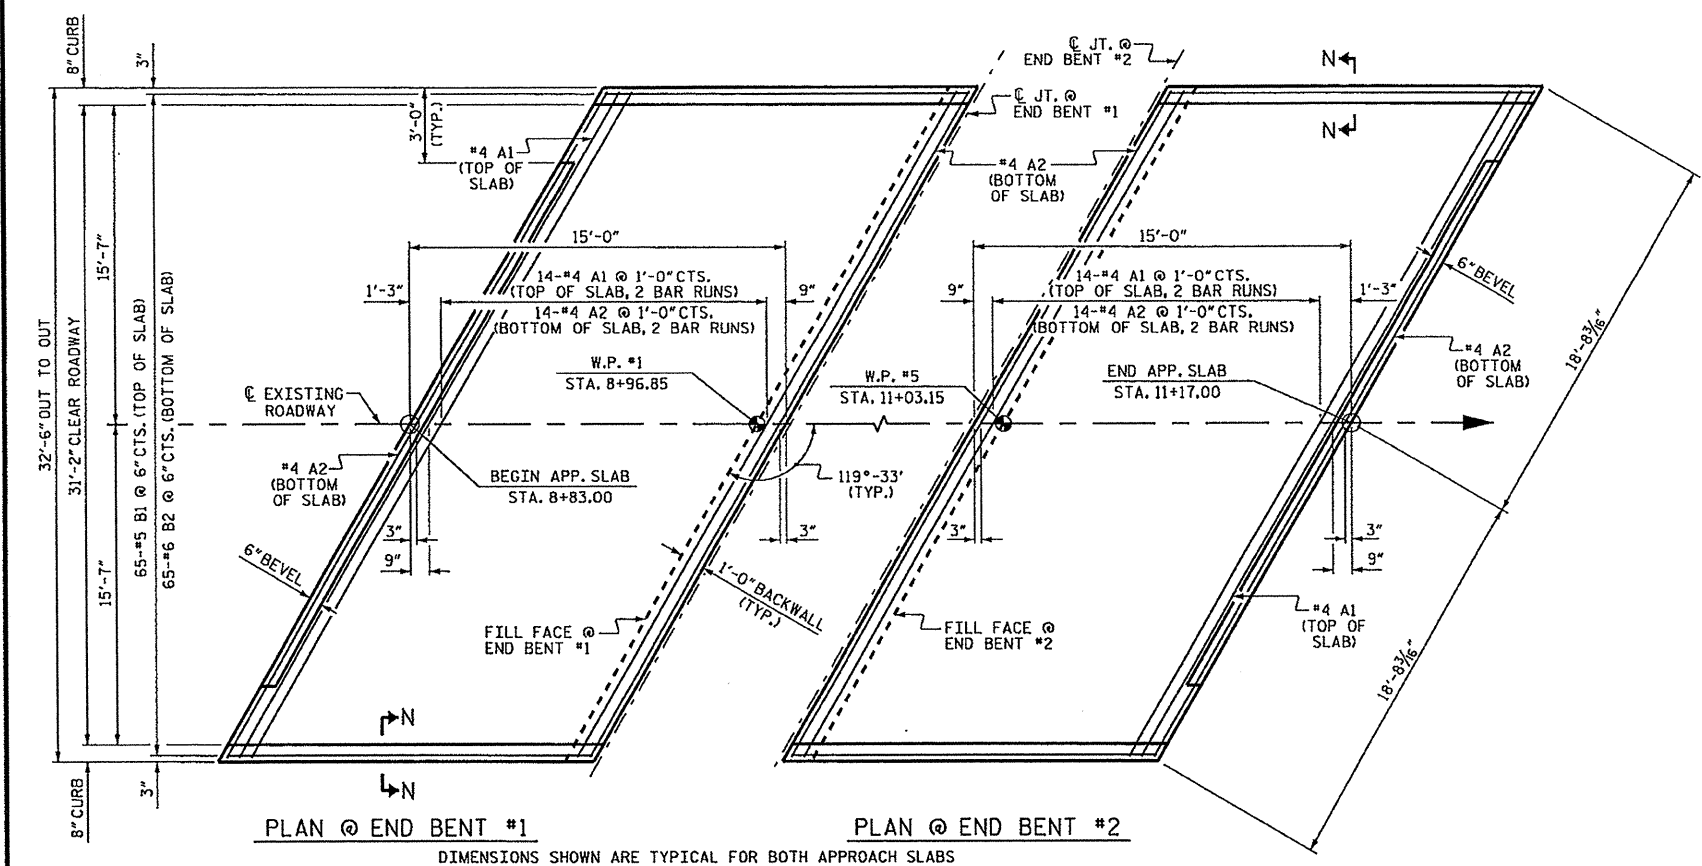 8" CURB
3"
℄ JT. @
END BENT #2
N
℄ JT. @
END BENT #1
N
3'-0"
(TYP.)
#4 A1
(TOP OF
SLAB)
#4 A2
(BOTTOM
OF SLAB)
32'-6" OUT TO OUT
31'-2" CLEAR ROADWAY
15'-7"
65-#5 B1 @ 6" CTS. (TOP OF SLAB)
65-#6 B2 @ 6" CTS. (BOTTOM OF SLAB)
15'-0"
15'-0"
1'-3"
14-#4 A1 @ 1'-0" CTS.
(TOP OF SLAB, 2 BAR RUNS)
14-#4 A2 @ 1'-0" CTS.
(BOTTOM OF SLAB, 2 BAR RUNS)
9"
9"
14-#4 A1 @ 1'-0" CTS.
(TOP OF SLAB, 2 BAR RUNS)
14-#4 A2 @ 1'-0" CTS.
(BOTTOM OF SLAB, 2 BAR RUNS)
1'-3"
6" BEVEL
18'-8 3/16"
W.P. #1
STA. 8+96.85
W.P. #5
STA. 11+03.15
END APP. SLAB
STA. 11+17.00
#4 A2
(BOTTOM
OF SLAB)
℄ EXISTING
ROADWAY
#4 A2
(BOTTOM
OF SLAB)
BEGIN APP. SLAB
STA. 8+83.00
119°-33'
(TYP.)
3"
9"
3"
3"
3"
9"
15'-7"
6" BEVEL
1'-0" BACKWALL
(TYP.)
FILL FACE @
END BENT #1
FILL FACE @
END BENT #2
#4 A1
(TOP OF
SLAB)
18'-8 3/16"
N
N
8" CURB
3"
PLAN @ END BENT #1
PLAN @ END BENT #2
DIMENSIONS SHOWN ARE TYPICAL FOR BOTH APPROACH SLABS